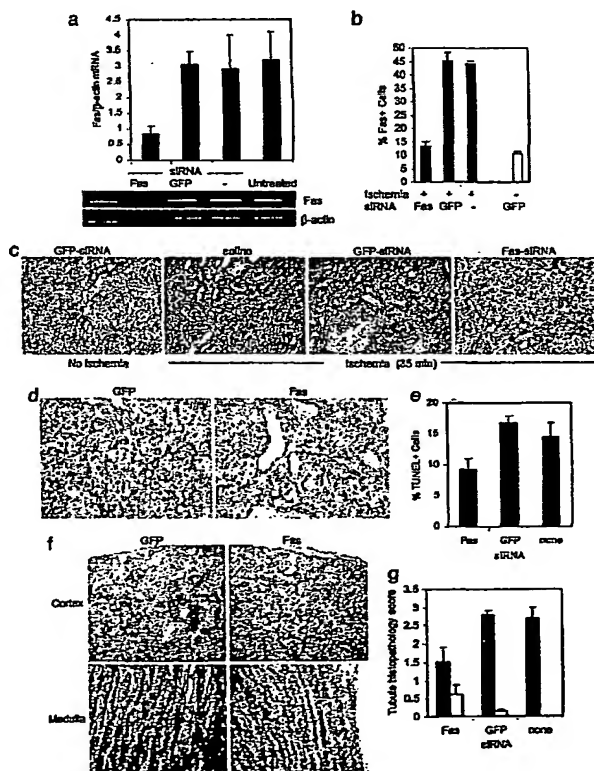 a
Fas/β-actin mRNA
4.5
4
3.5
3
2.5
2
1.5
1
0.5
0
siRNA
Fas GFP - Untreated
Fas
β-actin
b
% Fas+ Cells
50
45
40
35
30
25
20
15
10
5
0
Ischemia + + + -
siRNA Fas GFP - GFP
c
GFP-siRNA GFP-siRNA Fas-siRNA
No Ischemia Ischemia (35 min)
d
GFP Fas
e
% TUNEL+ Cells
20
15
10
5
0
Fas GFP none
siRNA
f
GFP Fas
Cortex
Medulla
g
Tubule histopathology score
3.5
3
2.5
2
1.5
1
0.5
0
Fas GFP none
siRNA